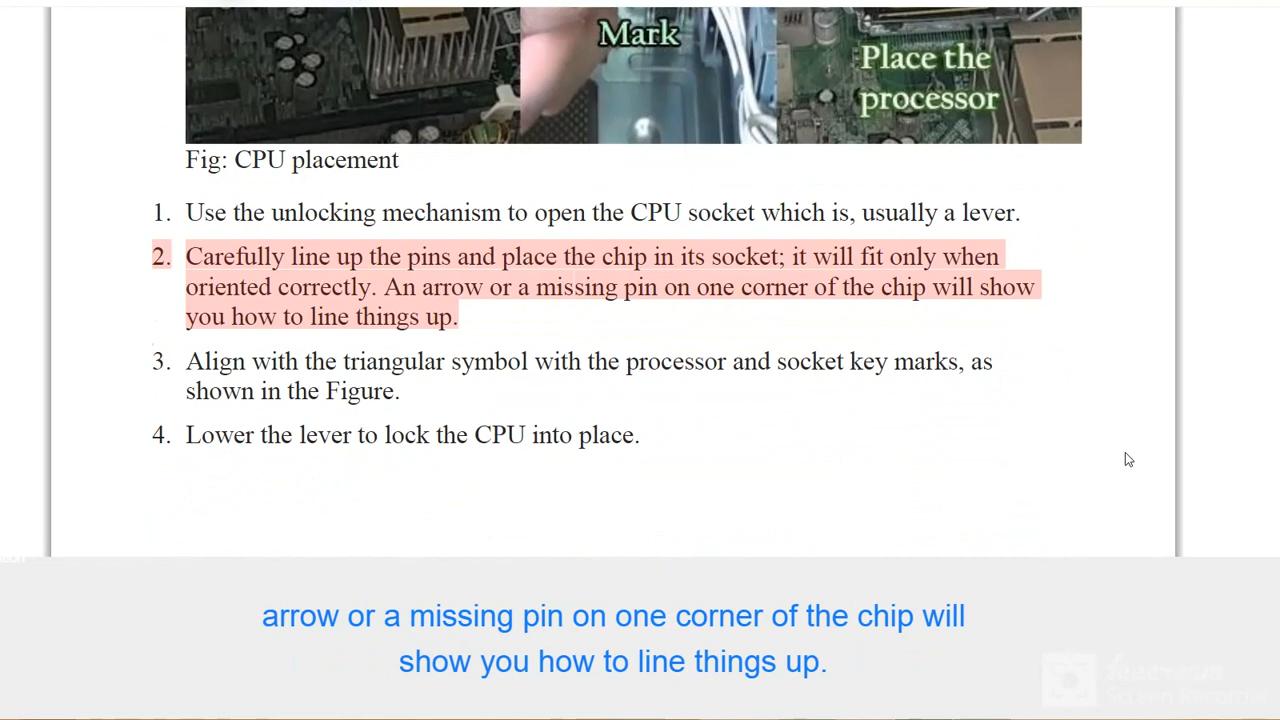 Mark
Place the
processor
Fig: CPU placement
1. Use the unlocking mechanism to open the CPU socket which is, usually a lever.
2. Carefully line up the pins and place the chip in its socket; it will fit only when
oriented correctly. An arrow or a missing pin on one corner of the chip will show
you how to line things up.
3. Align with the triangular symbol with the processor and socket key marks, as
shown in the Figure.
4. Lower the lever to lock the CPU into place.
arrow or a missing pin on one corner of the chip will
show you how to line things up.
Screen Recorder